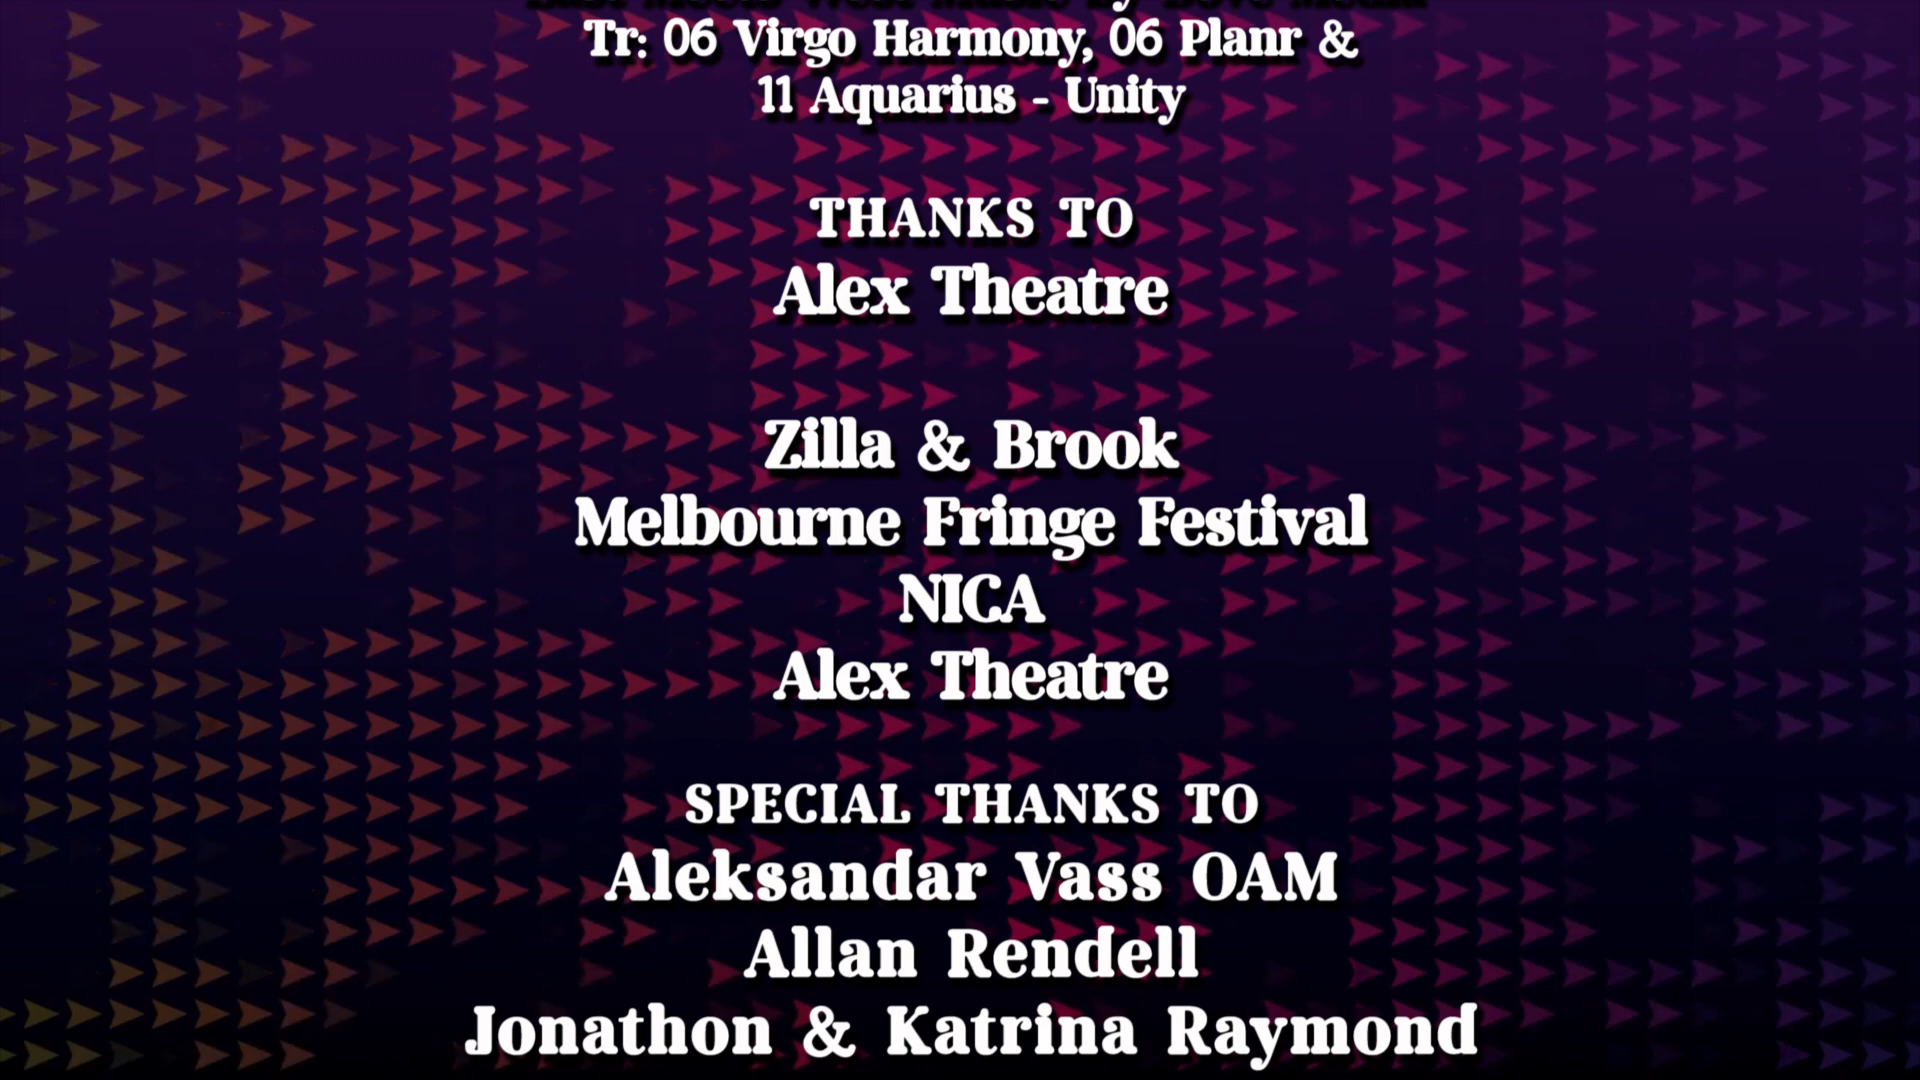 Tr: 06 Virgo Harmony, 06 Planr &
11 Aquarius - Unity
THANKS TO
Alex Theatre
Zilla & Brook
Melbourne Fringe Festival
NICA
Alex Theatre
SPECIAL THANKS TO
Aleksandar Vass OAM
Allan Rendell
Jonathon & Katrina Raymond